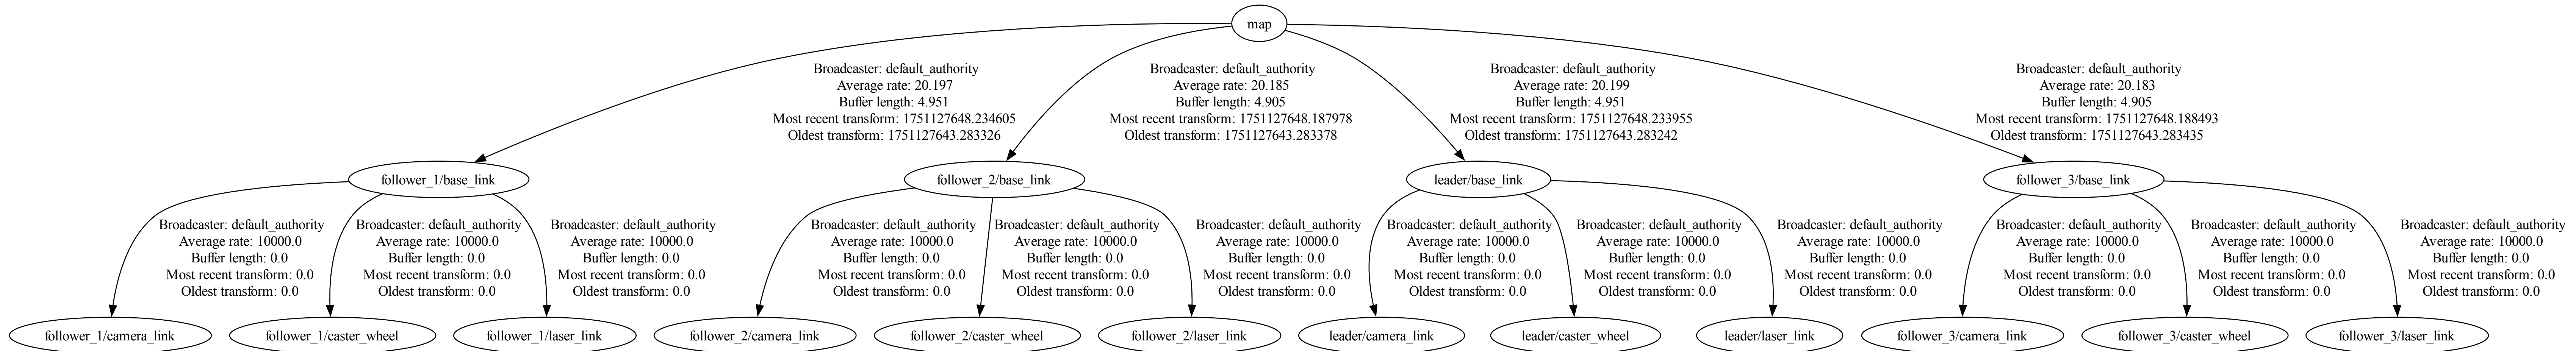 map
Broadcaster: default_authority
Average rate: 20.197
Buffer length: 4.951
Most recent transform: 1751127648.234605
Oldest transform: 1751127643.283326
Broadcaster: default_authority
Average rate: 20.185
Buffer length: 4.905
Most recent transform: 1751127648.187978
Oldest transform: 1751127643.283378
Broadcaster: default_authority
Average rate: 20.199
Buffer length: 4.951
Most recent transform: 1751127648.233955
Oldest transform: 1751127643.283242
Broadcaster: default_authority
Average rate: 20.183
Buffer length: 4.905
Most recent transform: 1751127648.188493
Oldest transform: 1751127643.283435
follower_1/base_link
follower_2/base_link
leader/base_link
follower_3/base_link
Broadcaster: default_authority
Average rate: 10000.0
Buffer length: 0.0
Most recent transform: 0.0
Oldest transform: 0.0
Broadcaster: default_authority
Average rate: 10000.0
Buffer length: 0.0
Most recent transform: 0.0
Oldest transform: 0.0
Broadcaster: default_authority
Average rate: 10000.0
Buffer length: 0.0
Most recent transform: 0.0
Oldest transform: 0.0
Broadcaster: default_authority
Average rate: 10000.0
Buffer length: 0.0
Most recent transform: 0.0
Oldest transform: 0.0
Broadcaster: default_authority
Average rate: 10000.0
Buffer length: 0.0
Most recent transform: 0.0
Oldest transform: 0.0
Broadcaster: default_authority
Average rate: 10000.0
Buffer length: 0.0
Most recent transform: 0.0
Oldest transform: 0.0
Broadcaster: default_authority
Average rate: 10000.0
Buffer length: 0.0
Most recent transform: 0.0
Oldest transform: 0.0
Broadcaster: default_authority
Average rate: 10000.0
Buffer length: 0.0
Most recent transform: 0.0
Oldest transform: 0.0
Broadcaster: default_authority
Average rate: 10000.0
Buffer length: 0.0
Most recent transform: 0.0
Oldest transform: 0.0
Broadcaster: default_authority
Average rate: 10000.0
Buffer length: 0.0
Most recent transform: 0.0
Oldest transform: 0.0
Broadcaster: default_authority
Average rate: 10000.0
Buffer length: 0.0
Most recent transform: 0.0
Oldest transform: 0.0
Broadcaster: default_authority
Average rate: 10000.0
Buffer length: 0.0
Most recent transform: 0.0
Oldest transform: 0.0
follower_1/camera_link
follower_1/caster_wheel
follower_1/laser_link
follower_2/camera_link
follower_2/caster_wheel
follower_2/laser_link
leader/camera_link
leader/caster_wheel
leader/laser_link
follower_3/camera_link
follower_3/caster_wheel
follower_3/laser_link